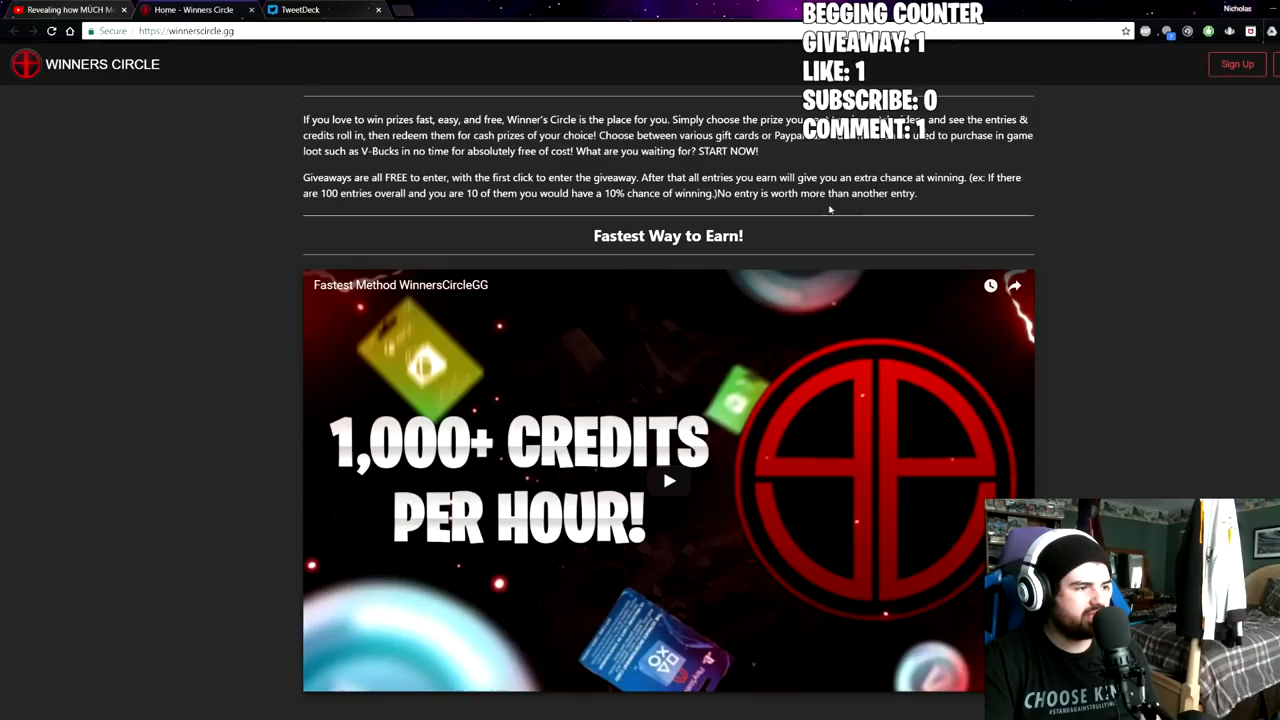 Revealing how MUCH M
Home - Winners Circle
TweetDeck
Nicholas
Secure
https://winnerscircle.gg
BEGGING COUNTER
GIVEAWAY: 1
LIKE: 1
SUBSCRIBE: 0
COMMENT: 1
WINNERS CIRCLE
Sign Up
If you love to win prizes fast, easy, and free, Winner's Circle is the place for you. Simply choose the prize you and see the entries &
credits roll in, then redeem them for cash prizes of your choice! Choose between various gift cards or Paypa used to purchase in game
loot such as V-Bucks in no time for absolutely free of cost! What are you waiting for? START NOW!
Giveaways are all FREE to enter, with the first click to enter the giveaway. After that all entries you earn will give you an extra chance at winning. (ex: If there
are 100 entries overall and you are 10 of them you would have a 10% chance of winning.)No entry is worth more than another entry.
Fastest Way to Earn!
Fastest Method WinnersCircleGG
1,000+ CREDITS
PER HOUR!
CHOOSE KIN
#STANDAGAINSTBULLYING